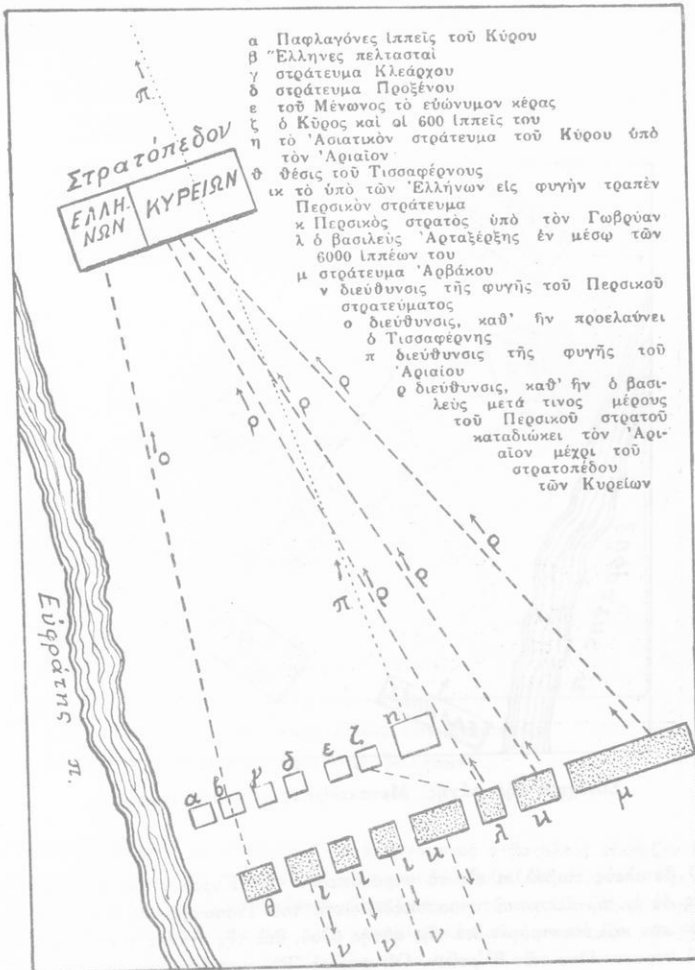 α Παφλαγόνες ἱππεῖς τοῦ Κύρου
β Ἕλληνες πελτασταὶ
γ στράτευμα Κλεάρχου
δ στράτευμα Προξένου
ε τοῦ Μένωνος τὸ εὐώνυμον κέρας
ζ ὁ Κῦρος καὶ οἱ 600 ἱππεῖς του
η τὸ Ἀσιατικὸν στράτευμα τοῦ Κύρου ὑπὸ
τὸν Ἀριαῖον
θ θέσις τοῦ Τισσαφέρνους
ικ τὸ ὑπὸ τῶν Ἑλλήνων εἰς φυγὴν τραπὲν
Περσικὸν στράτευμα
κ Περσικὸς στρατὸς ὑπὸ τὸν Γωβρύαν
λ ὁ βασιλεὺς Ἀρταξέρξης ἐν μέσῳ τῶν
6000 ἱππέων του
μ στράτευμα Ἀρβάκου
ν διεύθυνσις τῆς φυγῆς τοῦ Περσικοῦ
στρατεύματος
ο διεύθυνσις, καθ' ἣν προελαύνει
ὁ Τισσαφέρνης
π διεύθυνσις τῆς φυγῆς τοῦ
Ἀριαίου
ρ διεύθυνσις, καθ' ἣν ὁ βασι-
λεὺς μετά τινος μέρους
τοῦ Περσικοῦ στρατοῦ
καταδιώκει τὸν Ἀρι-
αῖον μέχρι τοῦ
στρατοπέδου
τῶν Κυρείων
π
Στρατόπεδον
ΕΛΛΗ-
ΝΩΝ
ΚΥΡΕΙΩΝ
ρ
ρ
ρ
ο
ρ
π
ρ
ρ
Εὐφράτης π.
α β γ δ ε ζ η
θ ι ι ι κ λ κ μ
ν ν ν ν